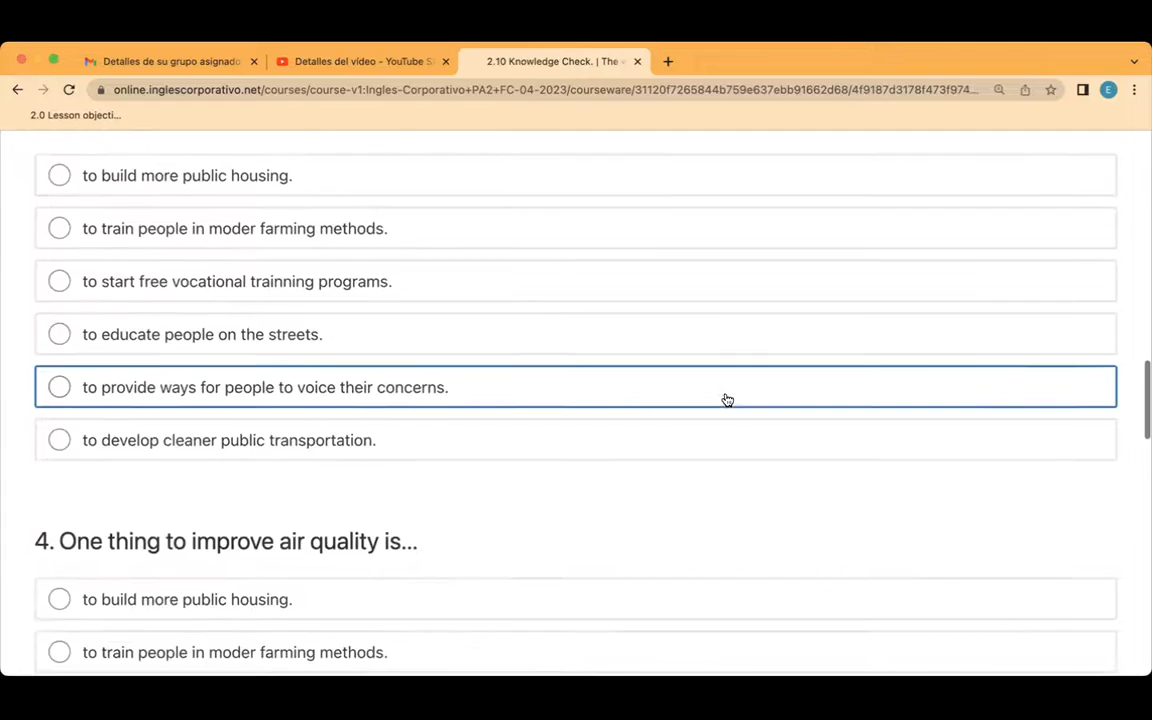 Detalles de su grupo asignado
Detalles del vídeo - YouTube S
2.10 Knowledge Check. | The
online.inglescorporativo.net/courses/course-v1:Ingles-Corporativo+PA2+FC-04-2023/courseware/31120f7265844b759e637ebb91662d68/4f9187d3178f473f974...
E
2.0 Lesson objecti...
to build more public housing.
to train people in moder farming methods.
to start free vocational trainning programs.
to educate people on the streets.
to provide ways for people to voice their concerns.
to develop cleaner public transportation.
4. One thing to improve air quality is...
to build more public housing.
to train people in moder farming methods.